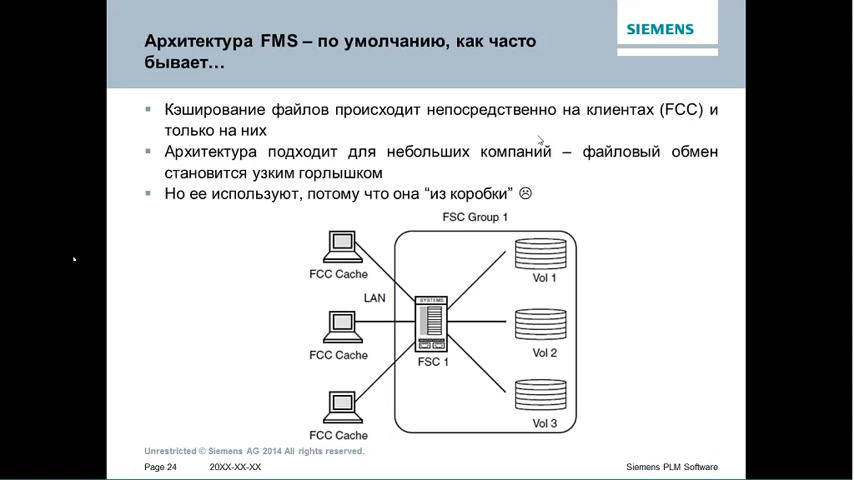 Архитектура FMS – по умолчанию, как часто
бывает…
SIEMENS
Кэширование файлов происходит непосредственно на клиентах (FCC) и
только на них
Архитектура подходит для небольших компаний – файловый обмен
становится узким горлышком
Но ее используют, потому что она “из коробки” ☹
FSC Group 1
FCC Cache
LAN
FCC Cache
FCC Cache
SYSTEMS
FSC 1
Vol 1
Vol 2
Vol 3
Unrestricted © Siemens AG 2014 All rights reserved.
Page 24 20XX-XX-XX Siemens PLM Software